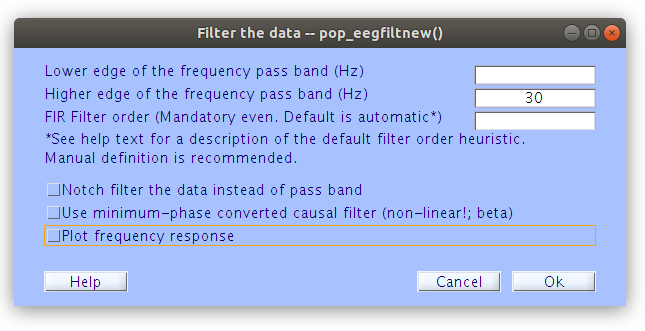 Filter the data -- pop_eegfiltnew()
Lower edge of the frequency pass band (Hz)
Higher edge of the frequency pass band (Hz) 30
FIR Filter order (Mandatory even. Default is automatic*)
*See help text for a description of the default filter order heuristic.
Manual definition is recommended.
Notch filter the data instead of pass band
Use minimum-phase converted causal filter (non-linear!; beta)
Plot frequency response
Help Cancel Ok